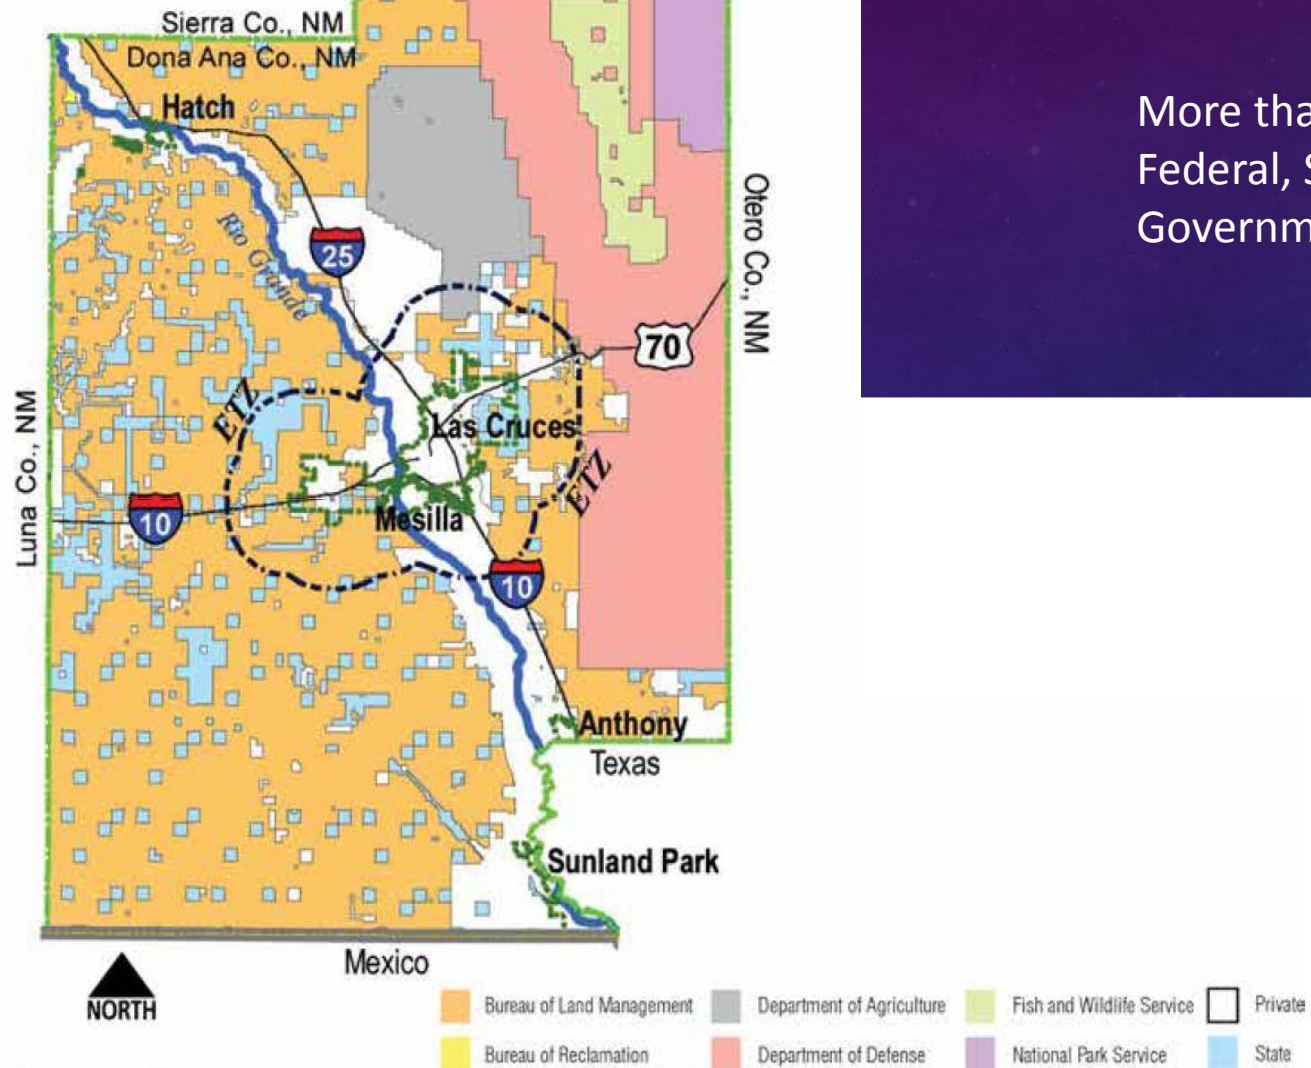 Sierra Co., NM
Dona Ana Co., NM
Hatch
More tha
Federal, S
Governm
Rio Grande
25
Otero Co., NM
70
Luna Co., NM
ETZ
Las Cruces
ETZ
10
Mesilla
10
Anthony
Texas
Sunland Park
Mexico
NORTH
Bureau of Land Management
Department of Agriculture
Fish and Wildlife Service
Private
Bureau of Reclamation
Department of Defense
National Park Service
State